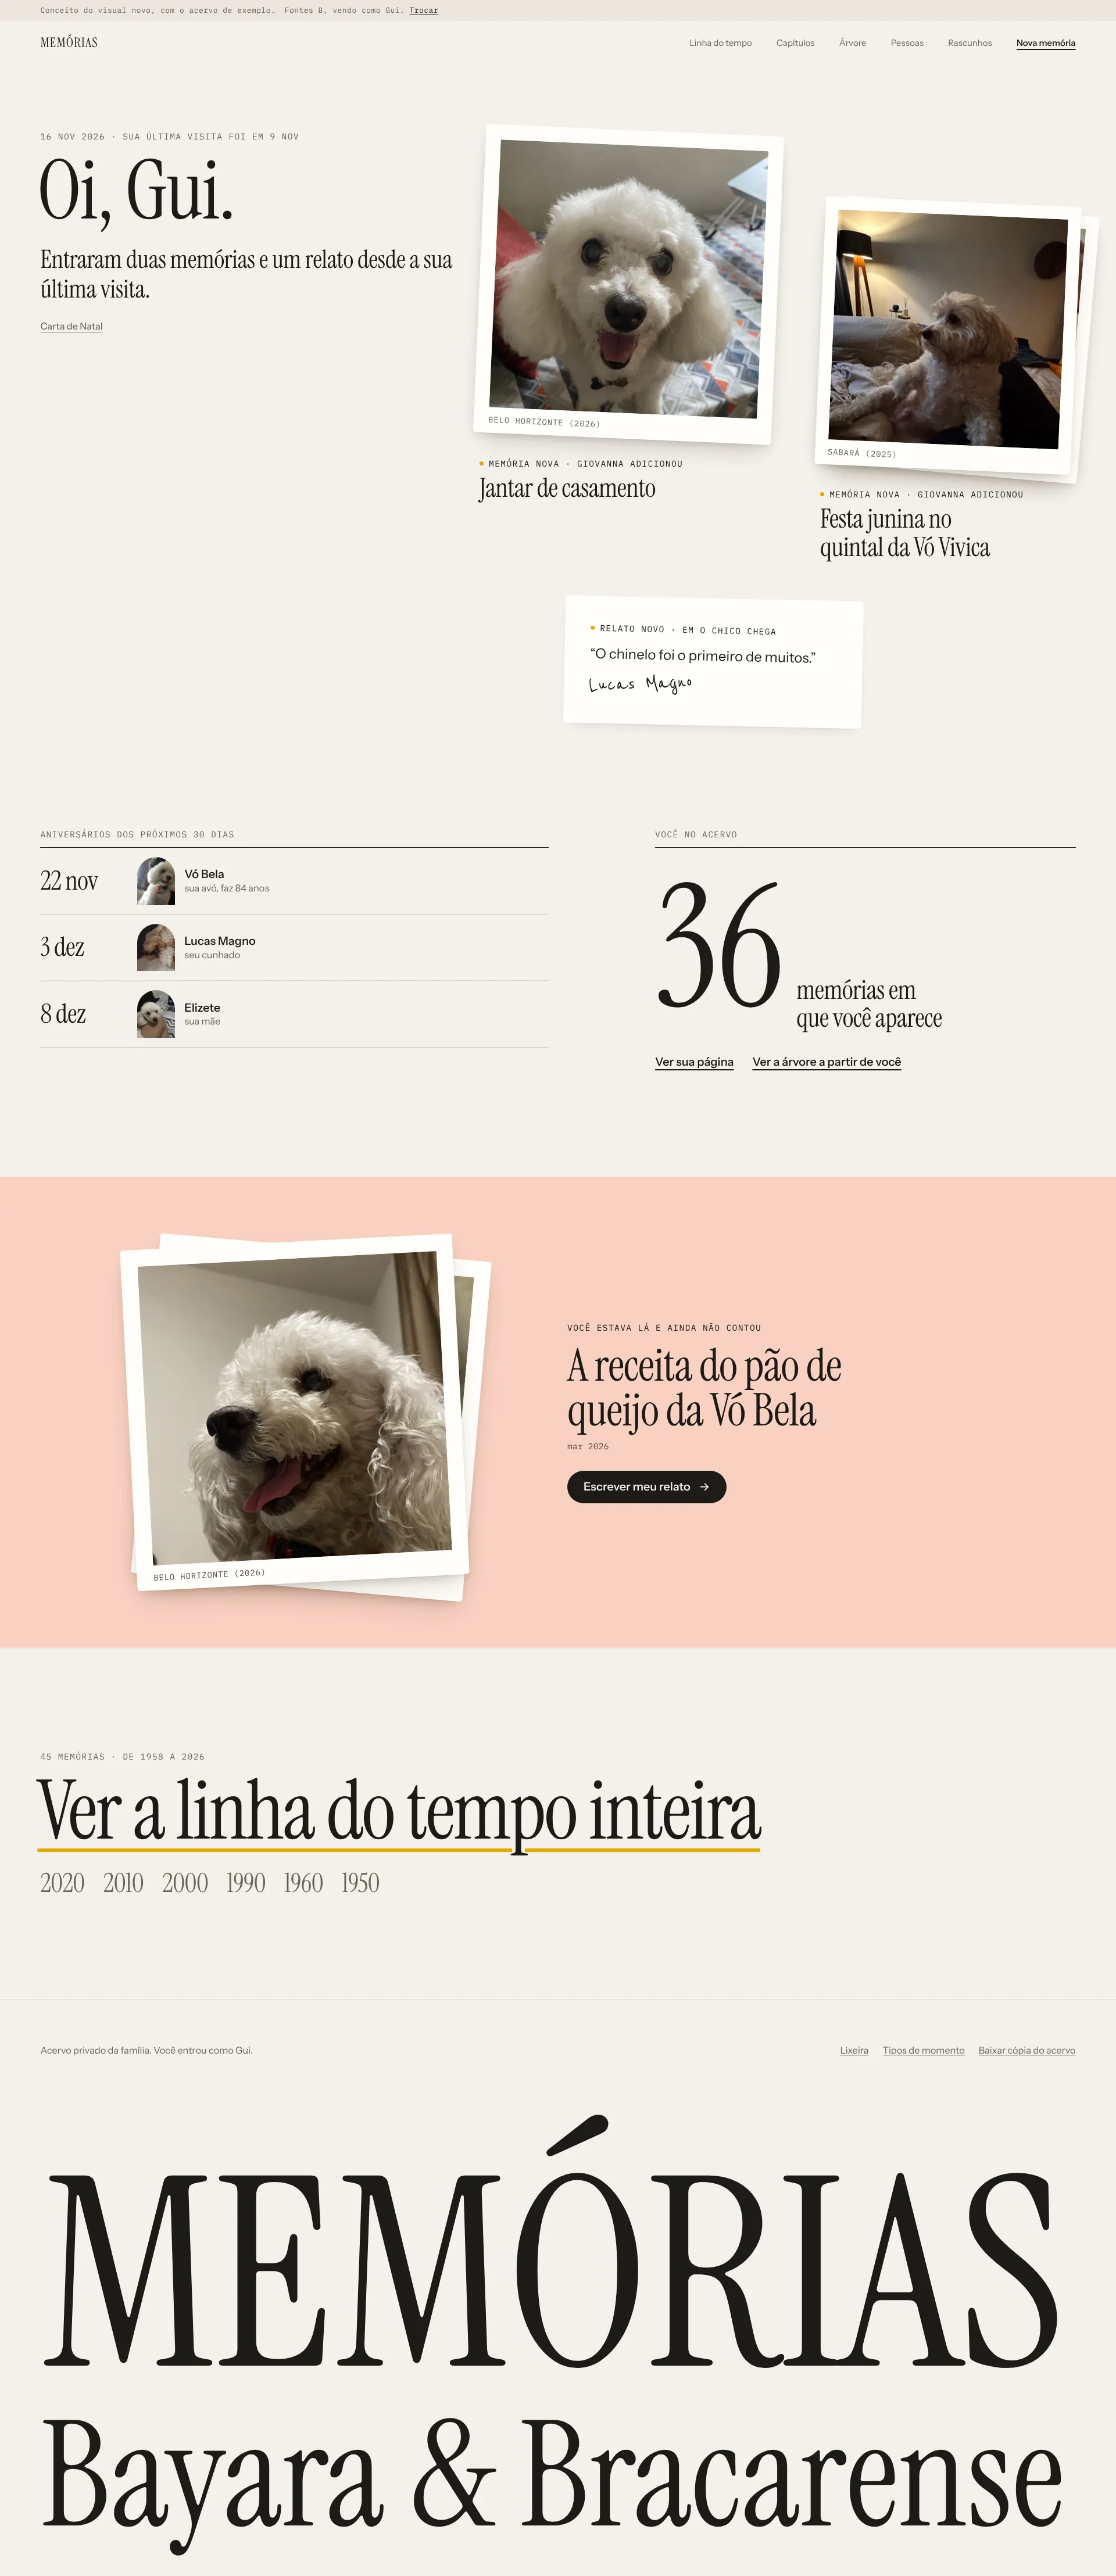 Conceito do visual novo, com o acervo de exemplo. Fontes B, vendo como Gui. Trocar
MEMÓRIAS
Linha do tempo
Capítulos
Árvore
Pessoas
Rascunhos
Nova memória
16 NOV 2026 · SUA ÚLTIMA VISITA FOI EM 9 NOV
Oi, Gui.
Entraram duas memórias e um relato desde a sua
última visita.
Carta de Natal
BELO HORIZONTE (2026)
MEMÓRIA NOVA · GIOVANNA ADICIONOU
Jantar de casamento
SABARÁ (2025)
MEMÓRIA NOVA · GIOVANNA ADICIONOU
Festa junina no
quintal da Vó Vivica
RELATO NOVO · EM O CHICO CHEGA
“O chinelo foi o primeiro de muitos.”
Lucas Magno
ANIVERSÁRIOS DOS PRÓXIMOS 30 DIAS
22 nov
Vó Bela
sua avó, faz 84 anos
3 dez
Lucas Magno
seu cunhado
8 dez
Elizete
sua mãe
VOCÊ NO ACERVO
36
memórias em
que você aparece
Ver sua página
Ver a árvore a partir de você
BELO HORIZONTE (2026)
VOCÊ ESTAVA LÁ E AINDA NÃO CONTOU
A receita do pão de
queijo da Vó Bela
mar 2026
Escrever meu relato →
45 MEMÓRIAS · DE 1958 A 2026
Ver a linha do tempo inteira
2020 2010 2000 1990 1960 1950
Acervo privado da família. Você entrou como Gui.
Lixeira
Tipos de momento
Baixar cópia do acervo
MEMÓRIAS
Bayara & Bracarense